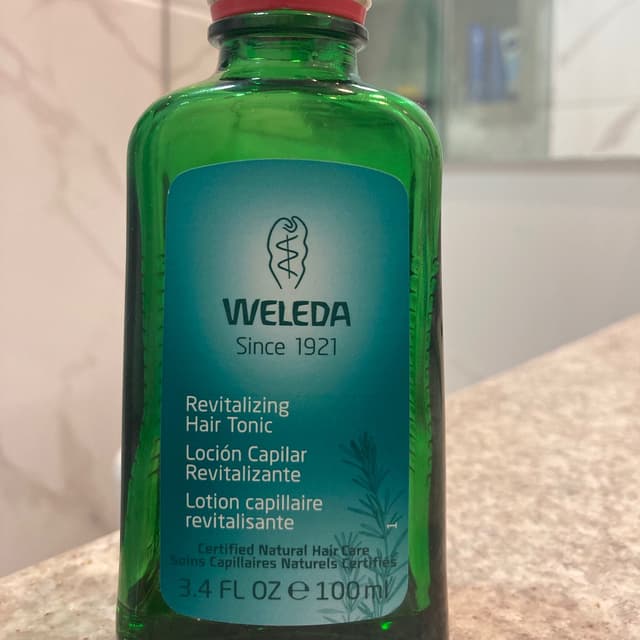 WELEDA
Since 1921
Revitalizing
Hair Tonic
Loción Capilar
Revitalizante
Lotion capillaire
revitalisante
1
Certified Natural Hair Care
Soins Capillaires Naturels Certifiés
3.4 FL OZ ℮ 100 ml